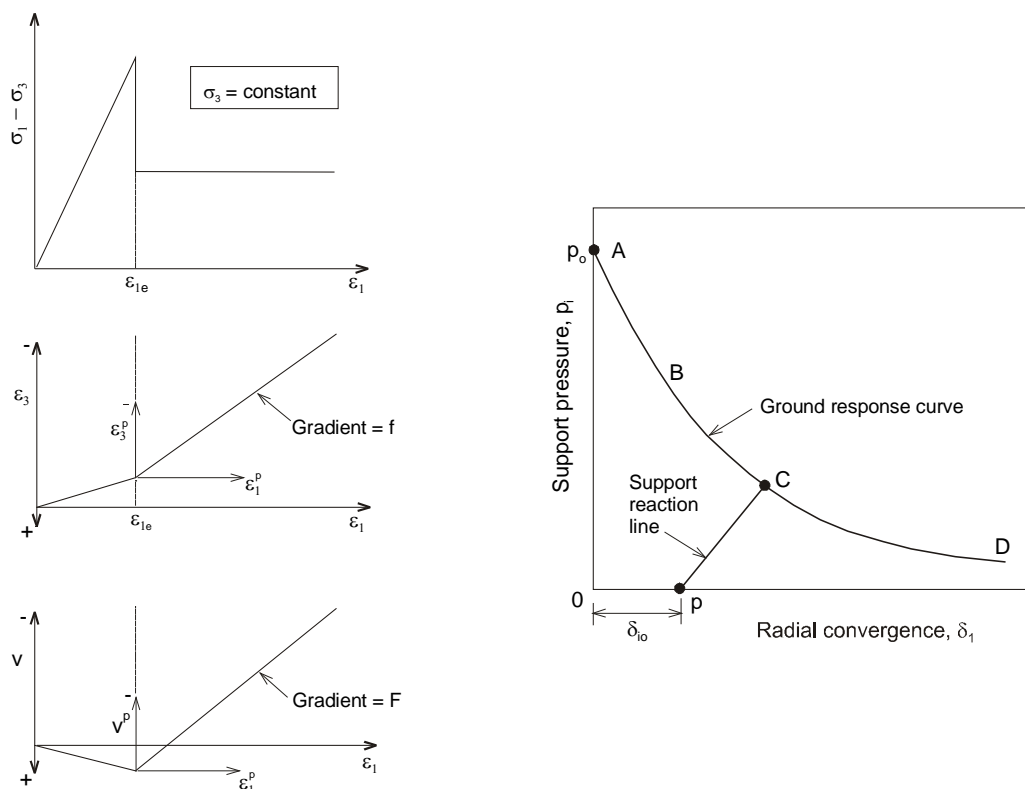 σ₁ − σ₃
σ₃ = constant
ε₁ₑ
ε₁
-
ε₃
+
-
ε₃ᵖ
Gradient = f
ε₁ᵖ
ε₁ₑ
ε₁
-
v
+
-
vᵖ
Gradient = F
ε₁
ε₁ᵖ
Support pressure, pᵢ
pₒ
A
B
Ground response curve
C
Support
reaction
line
D
0
p
δᵢₒ
Radial convergence, δ₁